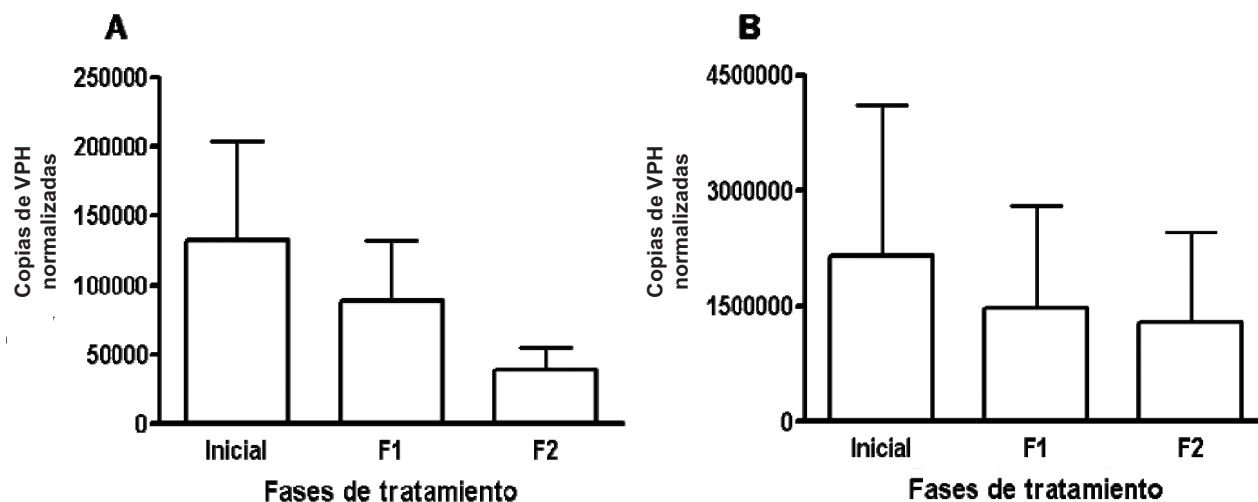 A
Copias de VPH
normalizadas
250000
200000
150000
100000
50000
0
Inicial F1 F2
Fases de tratamiento
B
Copias de VPH
normalizadas
4500000
3000000
1500000
0
Inicial F1 F2
Fases de tratamiento